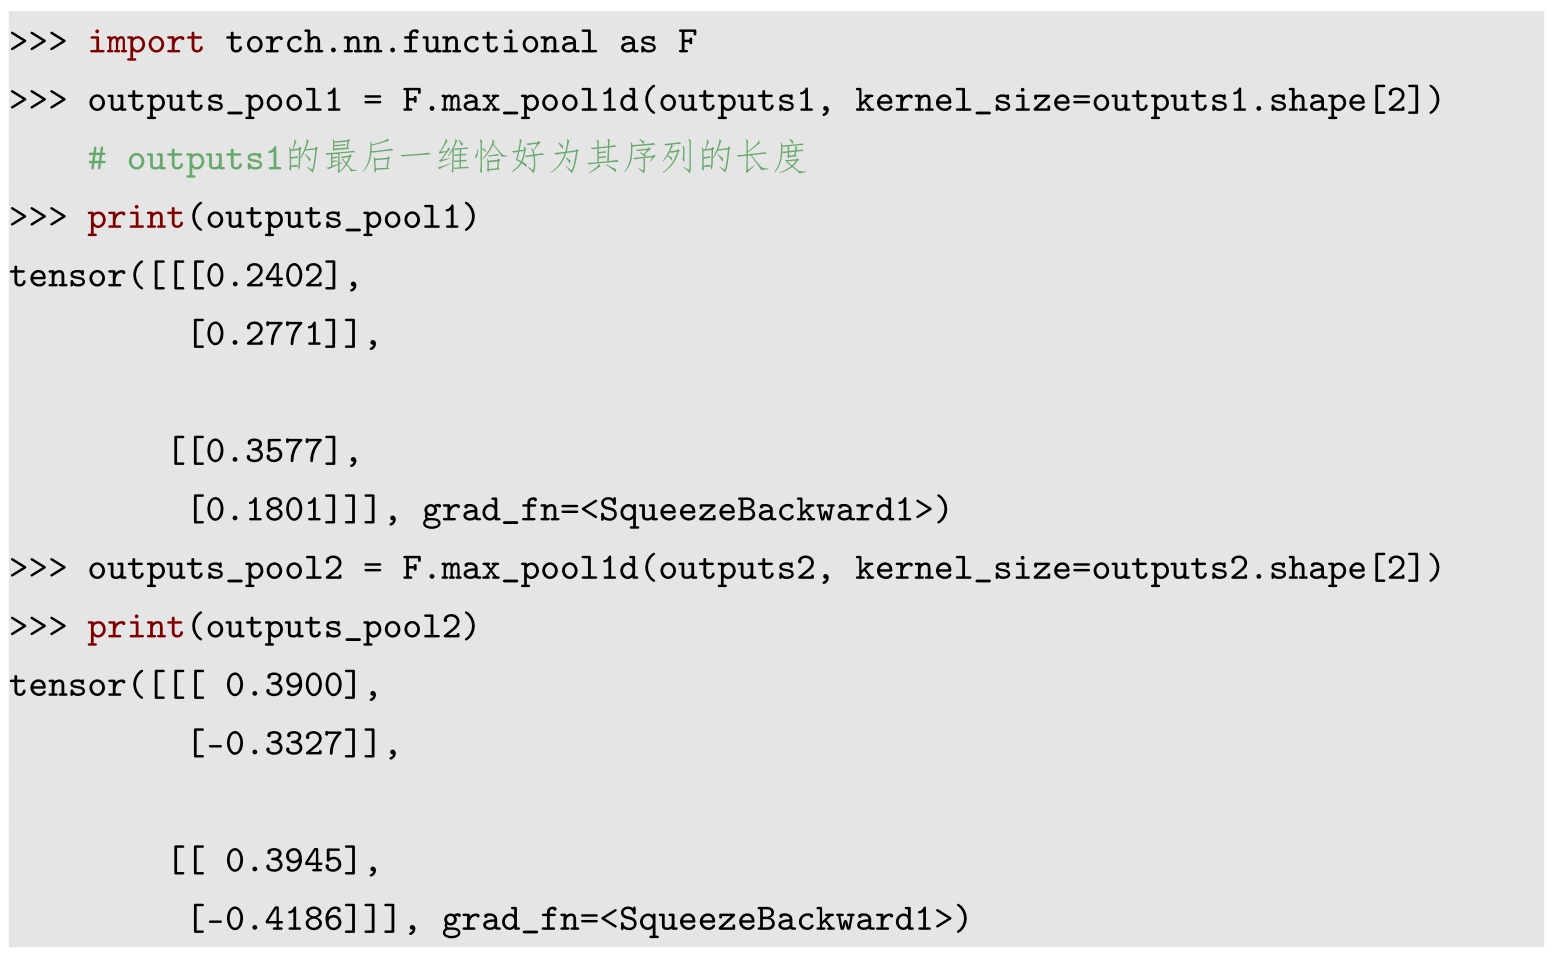 >>> import torch.nn.functional as F
>>> outputs_pool1 = F.max_pool1d(outputs1, kernel_size=outputs1.shape[2])
    # outputs1的最后一维恰好为其序列的长度
>>> print(outputs_pool1)
tensor([[[0.2402],
         [0.2771]],
        [[0.3577],
         [0.1801]]], grad_fn=<SqueezeBackward1>)
>>> outputs_pool2 = F.max_pool1d(outputs2, kernel_size=outputs2.shape[2])
>>> print(outputs_pool2)
tensor([[[ 0.3900],
         [-0.3327]],
        [[ 0.3945],
         [-0.4186]]], grad_fn=<SqueezeBackward1>)